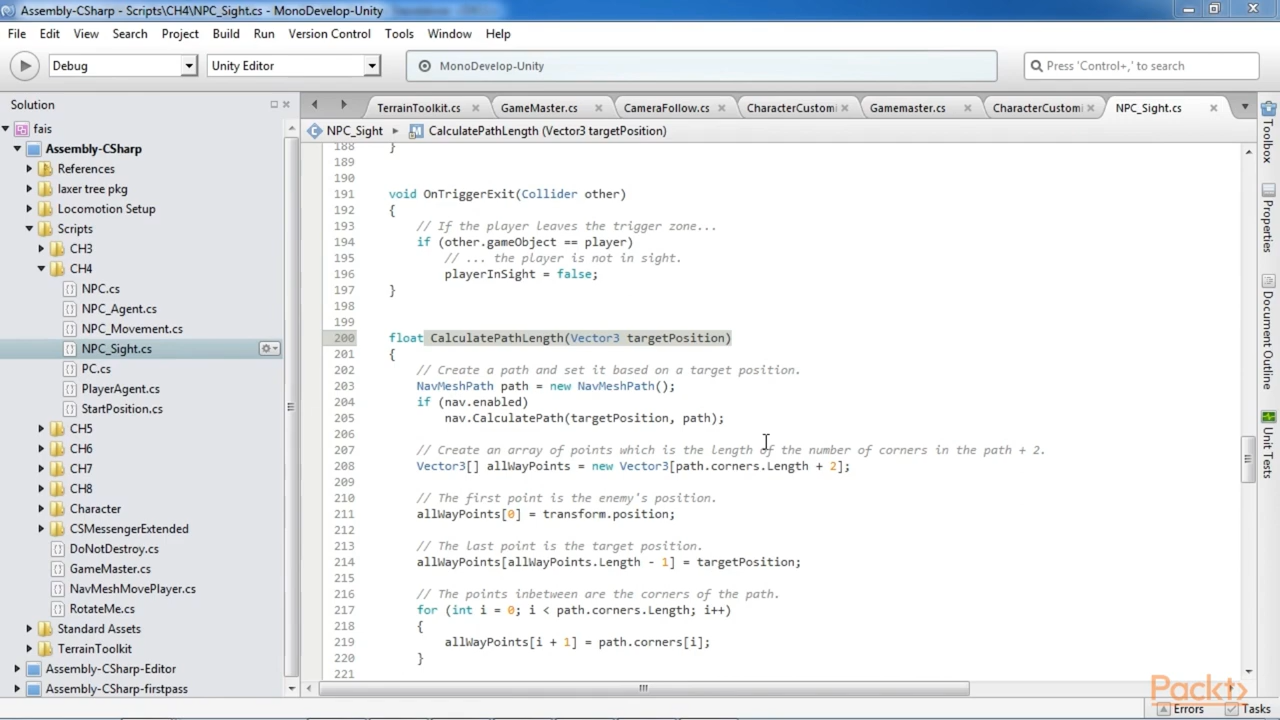 Assembly-CSharp - Scripts\CH4\NPC_Sight.cs - MonoDevelop-Unity
File Edit View Search Project Build Run Version Control Tools Window Help
Debug Unity Editor MonoDevelop-Unity Press 'Control+,' to search
Solution
TerrainToolkit.cs GameMaster.cs CameraFollow.cs CharacterCustomi Gamemaster.cs CharacterCustomi NPC_Sight.cs
NPC_Sight CalculatePathLength (Vector3 targetPosition)
fais
Assembly-CSharp
References
laxer tree pkg
Locomotion Setup
Scripts
CH3
CH4
NPC.cs
NPC_Agent.cs
NPC_Movement.cs
NPC_Sight.cs
PC.cs
PlayerAgent.cs
StartPosition.cs
CH5
CH6
CH7
CH8
Character
CSMessengerExtended
DoNotDestroy.cs
GameMaster.cs
NavMeshMovePlayer.cs
RotateMe.cs
Standard Assets
TerrainToolkit
Assembly-CSharp-Editor
Assembly-CSharp-firstpass
188 }
189
190
191 void OnTriggerExit(Collider other)
192 {
193 // If the player leaves the trigger zone...
194 if (other.gameObject == player)
195 // ... the player is not in sight.
196 playerInSight = false;
197 }
198
199
200 float CalculatePathLength(Vector3 targetPosition)
201 {
202 // Create a path and set it based on a target position.
203 NavMeshPath path = new NavMeshPath();
204 if (nav.enabled)
205 nav.CalculatePath(targetPosition, path);
206
207 // Create an array of points which is the length of the number of corners in the path + 2.
208 Vector3[] allWayPoints = new Vector3[path.corners.Length + 2];
209
210 // The first point is the enemy's position.
211 allWayPoints[0] = transform.position;
212
213 // The last point is the target position.
214 allWayPoints[allWayPoints.Length - 1] = targetPosition;
215
216 // The points inbetween are the corners of the path.
217 for (int i = 0; i < path.corners.Length; i++)
218 {
219 allWayPoints[i + 1] = path.corners[i];
220 }
221
Toolbox
Properties
Document Outline
Unit Tests
Packt
Errors Tasks